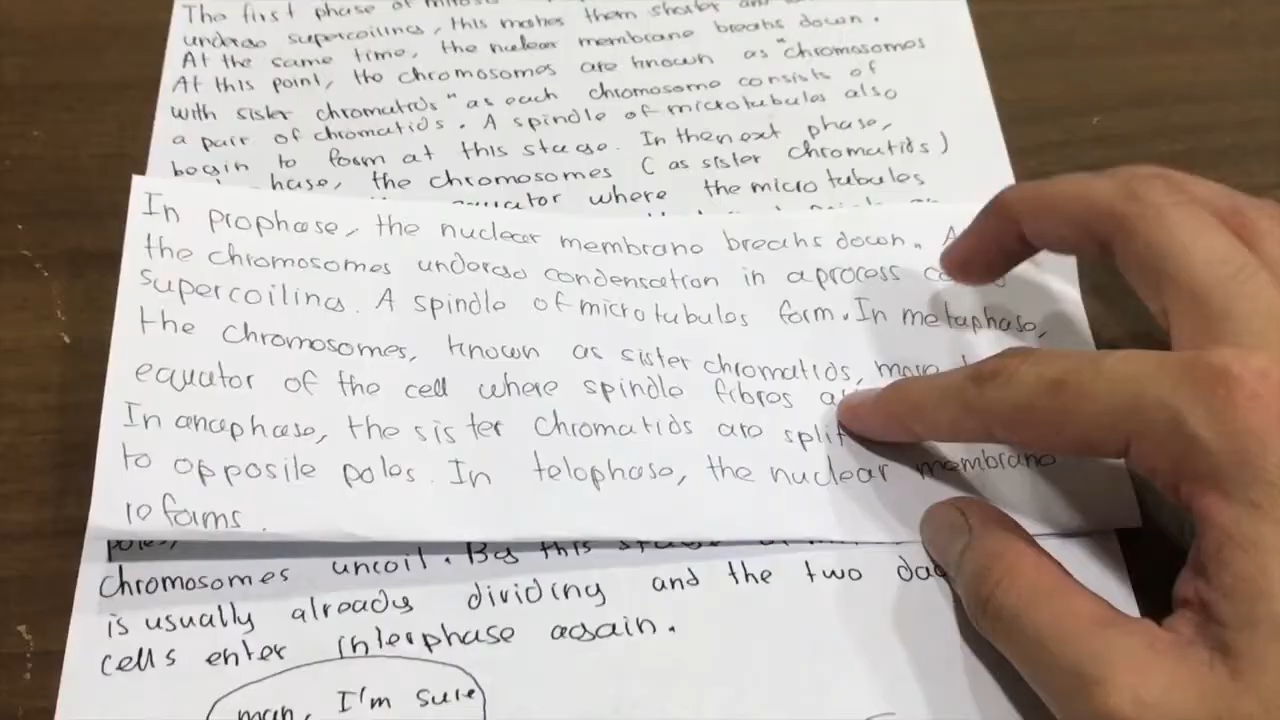 The first phase of
undergo supercoiling, this makes them shorter and
At the same time, the nuclear membrane breaks down.
At this point, the chromosomes are known as "chromosomes
with sister chromatids" as each chromosome consists of
a pair of chromatids. A spindle of microtubules also
begin to form at this stage. In the next phase,
the chromosomes (as sister chromatids)
where the microtubules
In prophase, the nuclear membrane breaks down.
the chromosomes undergo condensation in a process
supercoiling. A spindle of microtubules form. In metaphase,
the chromosomes, known as sister chromatids,
equator of the cell where spindle fibres
In anaphase, the sister chromatids are split
to opposite poles. In telophase, the nuclear membrane
reforms.
chromosomes uncoil. By this
is usually already dividing and the two
cells enter interphase again.
man, I'm sure